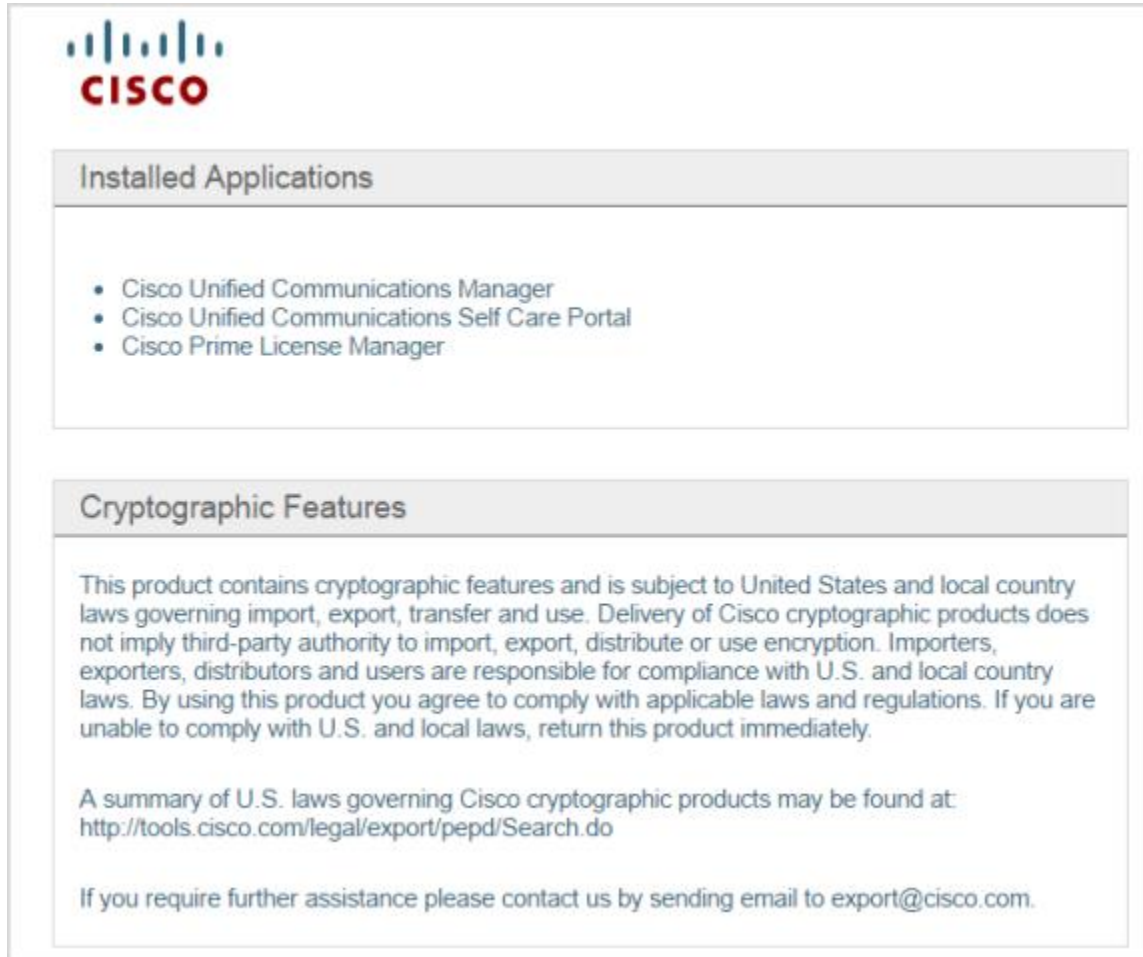 CISCO
Installed Applications
• Cisco Unified Communications Manager
• Cisco Unified Communications Self Care Portal
• Cisco Prime License Manager
Cryptographic Features
This product contains cryptographic features and is subject to United States and local country
laws governing import, export, transfer and use. Delivery of Cisco cryptographic products does
not imply third-party authority to import, export, distribute or use encryption. Importers,
exporters, distributors and users are responsible for compliance with U.S. and local country
laws. By using this product you agree to comply with applicable laws and regulations. If you are
unable to comply with U.S. and local laws, return this product immediately.
A summary of U.S. laws governing Cisco cryptographic products may be found at:
http://tools.cisco.com/legal/export/pepd/Search.do
If you require further assistance please contact us by sending email to export@cisco.com.